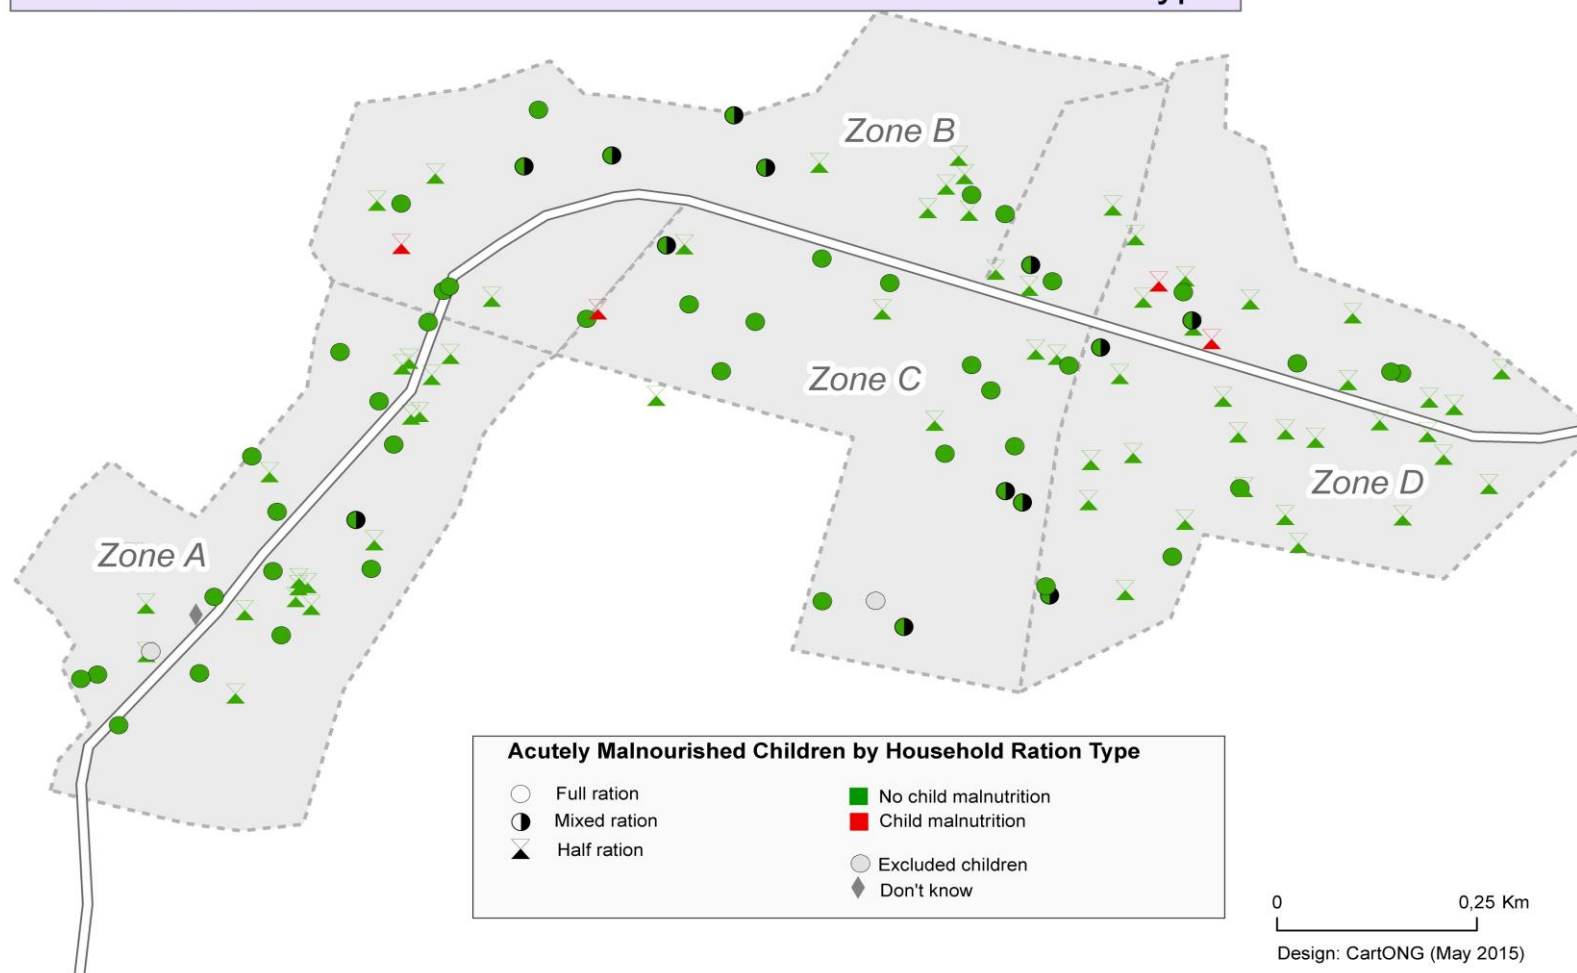 Zone B
Zone C
Zone D
Zone A
Acutely Malnourished Children by Household Ration Type
Full ration
Mixed ration
Half ration
No child malnutrition
Child malnutrition
Excluded children
Don't know
0 0,25 Km
Design: CartONG (May 2015)